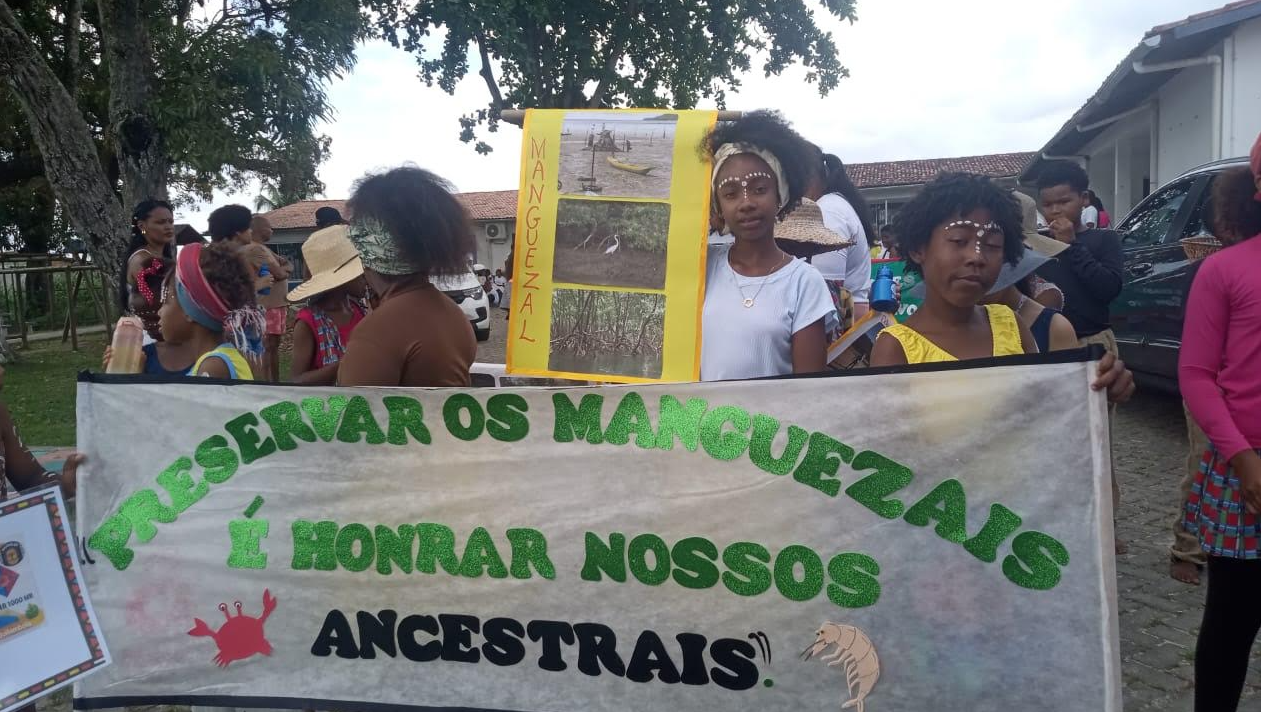 MANGUEZAL
"PRESERVAR OS MANGUEZAIS
É HONRAR NOSSOS
ANCESTRAIS".